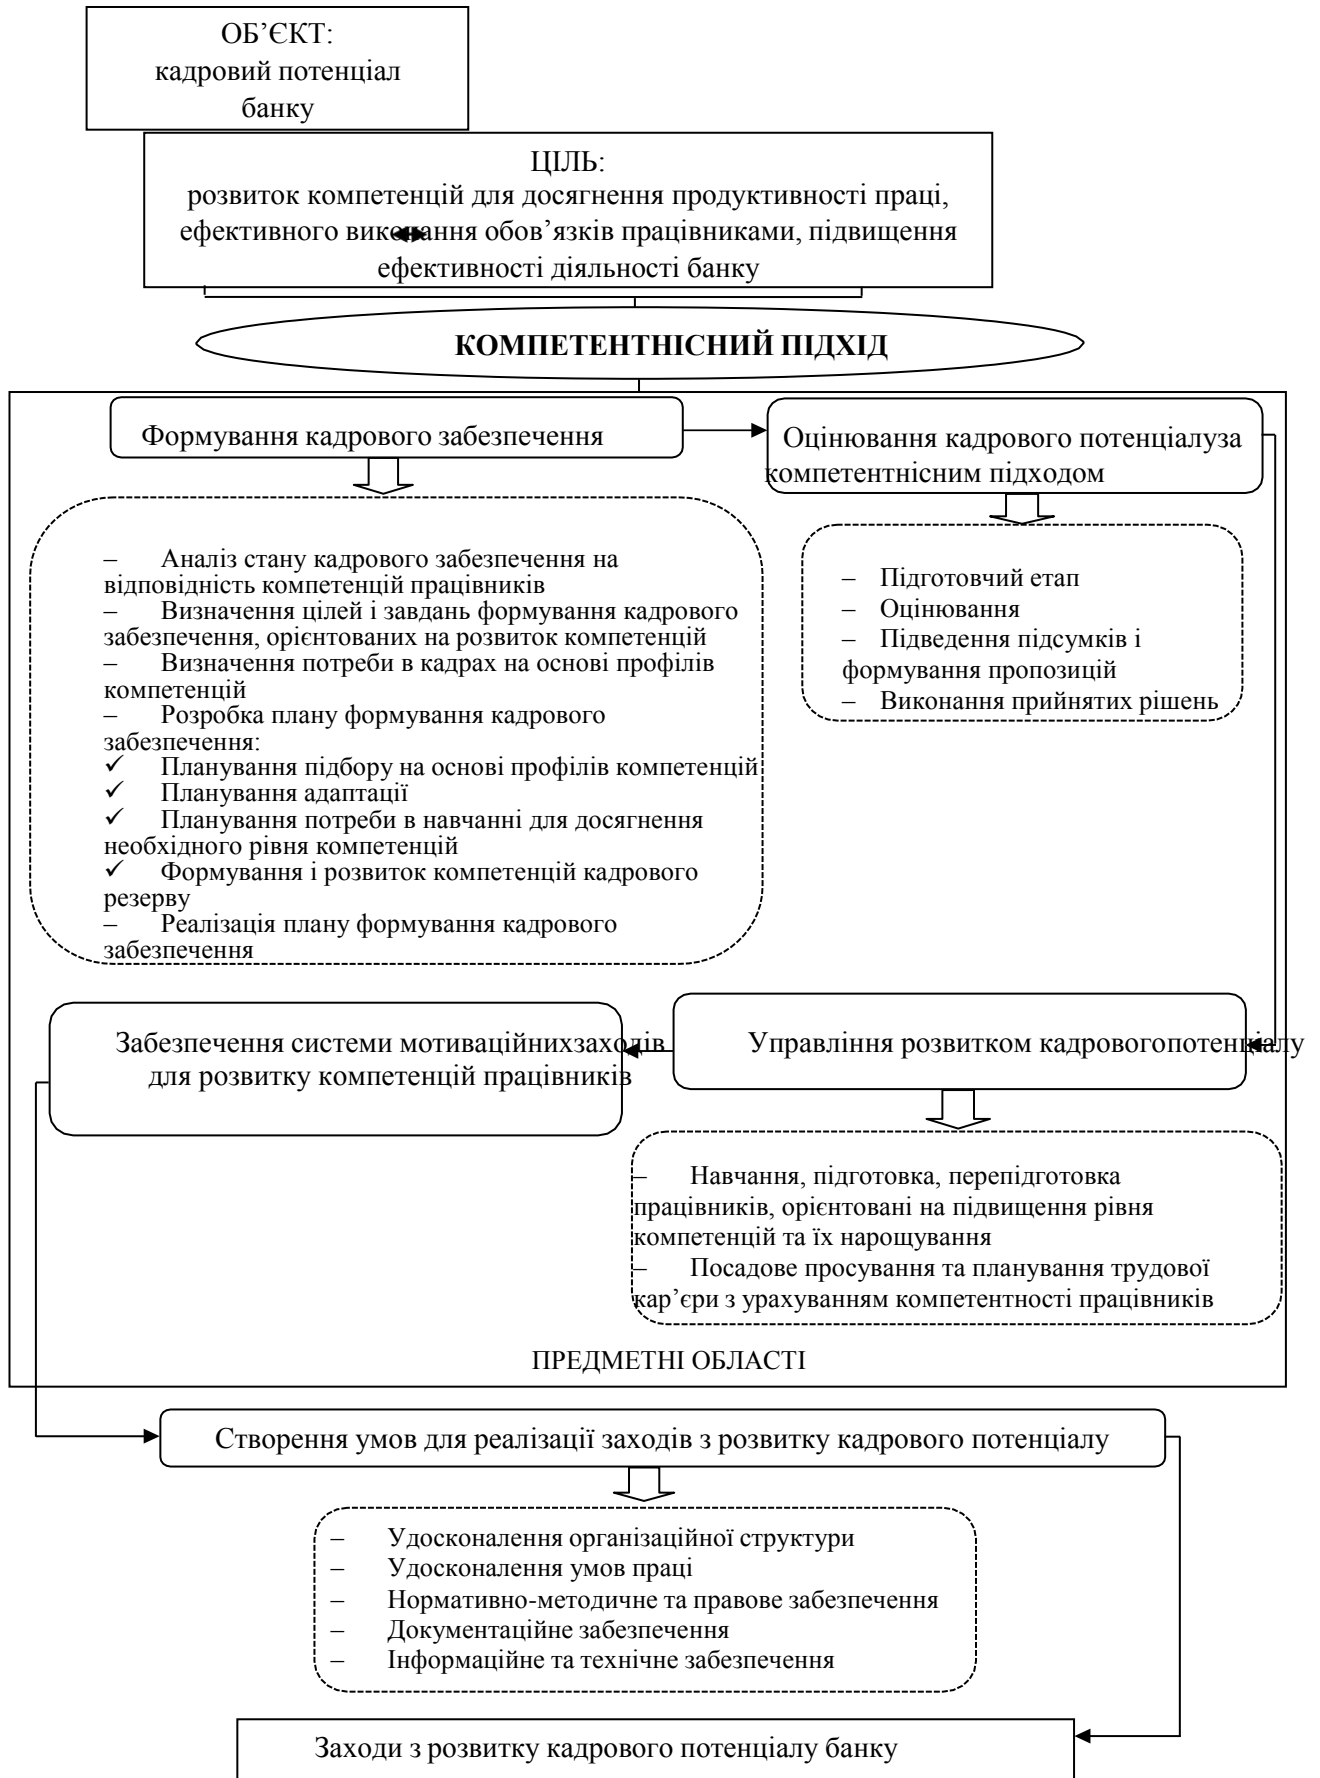 ОБ’ЄКТ:
кадровий потенціал
банку
ЦІЛЬ:
розвиток компетенцій для досягнення продуктивності праці,
ефективного виконання обов’язків працівниками, підвищення
ефективності діяльності банку
КОМПЕТЕНТНІСНИЙ ПІДХІД
Формування кадрового забезпечення
Оцінювання кадрового потенціалуза
компетентнісним підходом
– Аналіз стану кадрового забезпечення на
відповідність компетенцій працівників
– Визначення цілей і завдань формування кадрового
забезпечення, орієнтованих на розвиток компетенцій
– Визначення потреби в кадрах на основі профілів
компетенцій
– Розробка плану формування кадрового
забезпечення:
✓ Планування підбору на основі профілів компетенцій
✓ Планування адаптації
✓ Планування потреби в навчанні для досягнення
необхідного рівня компетенцій
✓ Формування і розвиток компетенцій кадрового
резерву
– Реалізація плану формування кадрового
забезпечення
– Підготовчий етап
– Оцінювання
– Підведення підсумків і
формування пропозицій
– Виконання прийнятих рішень
Забезпечення системи мотиваційнихзаходів
для розвитку компетенцій працівників
Управління розвитком кадровогопотенціалу
– Навчання, підготовка, перепідготовка
працівників, орієнтовані на підвищення рівня
компетенцій та їх нарощування
– Посадове просування та планування трудової
кар’єри з урахуванням компетентності працівників
ПРЕДМЕТНІ ОБЛАСТІ
Створення умов для реалізації заходів з розвитку кадрового потенціалу
– Удосконалення організаційної структури
– Удосконалення умов праці
– Нормативно-методичне та правове забезпечення
– Документаційне забезпечення
– Інформаційне та технічне забезпечення
Заходи з розвитку кадрового потенціалу банку